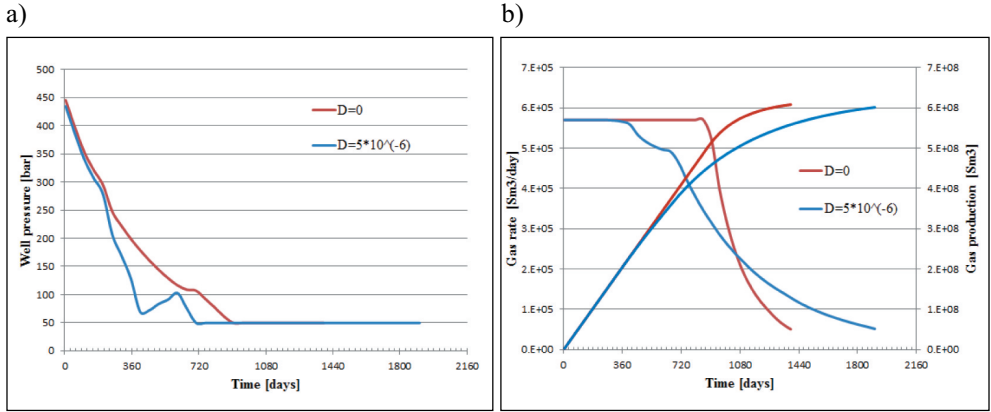 a)
b)
500
450
400
350
300
250
200
150
100
50
0
Well pressure [bar]
D=0
D=5*10^(-6)
0 360 720 1080 1440 1800 2160
Time [days]
7.E+05
6.E+05
5.E+05
4.E+05
3.E+05
2.E+05
1.E+05
0.E+00
Gas rate [Sm3/day]
D=0
D=5*10^(-6)
7.E+08
6.E+08
5.E+08
4.E+08
3.E+08
2.E+08
1.E+08
0.E+00
Gas production [Sm3]
0 360 720 1080 1440 1800 2160
Time [days]